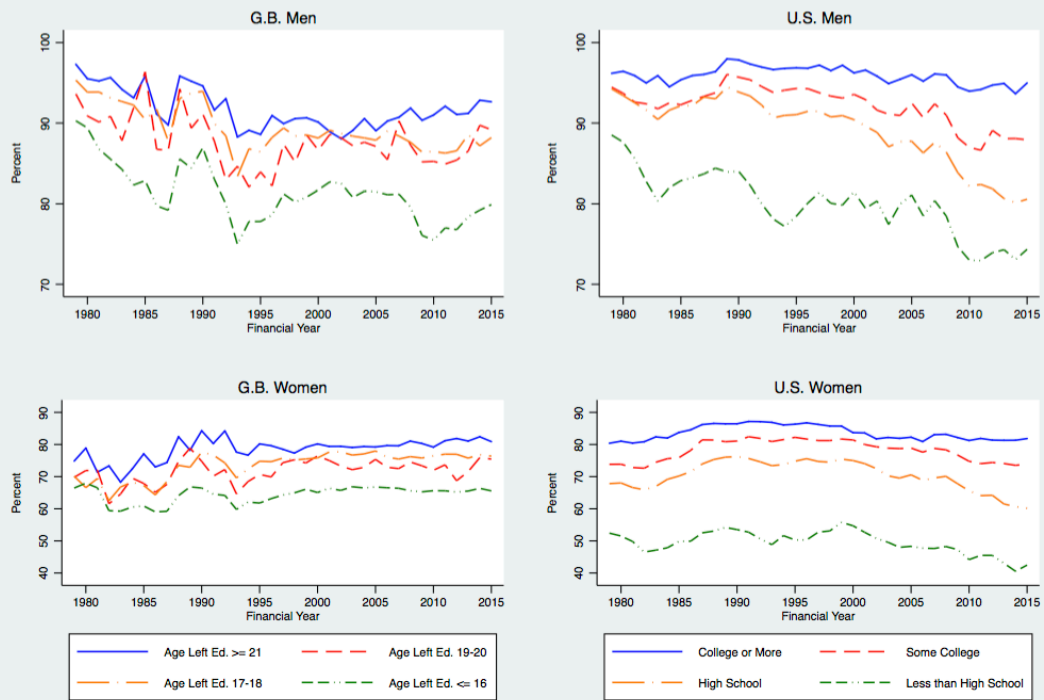 G.B. Men
100
90
80
70
Percent
1980 1985 1990 1995 2000 2005 2010 2015
Financial Year
U.S. Men
100
90
80
70
Percent
1980 1985 1990 1995 2000 2005 2010 2015
Financial Year
G.B. Women
90
80
70
60
50
40
Percent
1980 1985 1990 1995 2000 2005 2010 2015
Financial Year
U.S. Women
90
80
70
60
50
40
Percent
1980 1985 1990 1995 2000 2005 2010 2015
Financial Year
Age Left Ed. >= 21 Age Left Ed. 19-20
Age Left Ed. 17-18 Age Left Ed. <= 16
College or More Some College
High School Less than High School